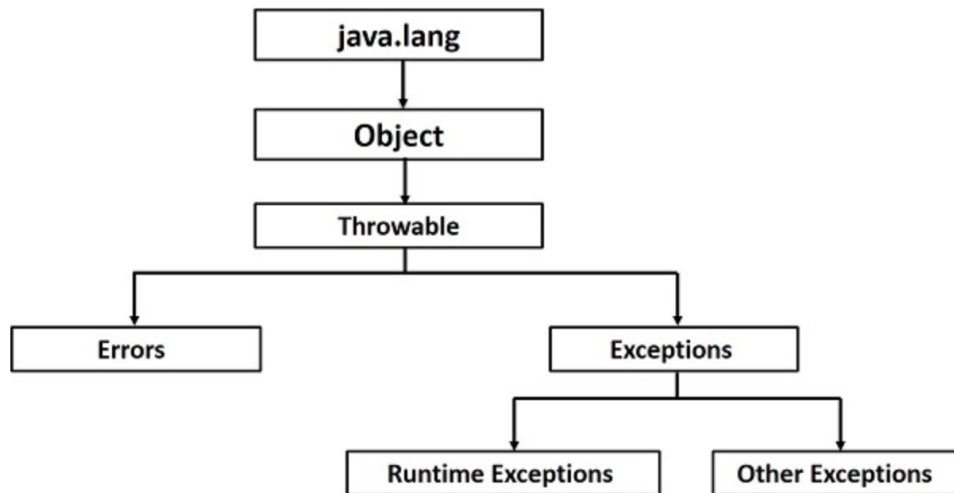 java.lang
Object
Throwable
Errors
Exceptions
Runtime Exceptions
Other Exceptions